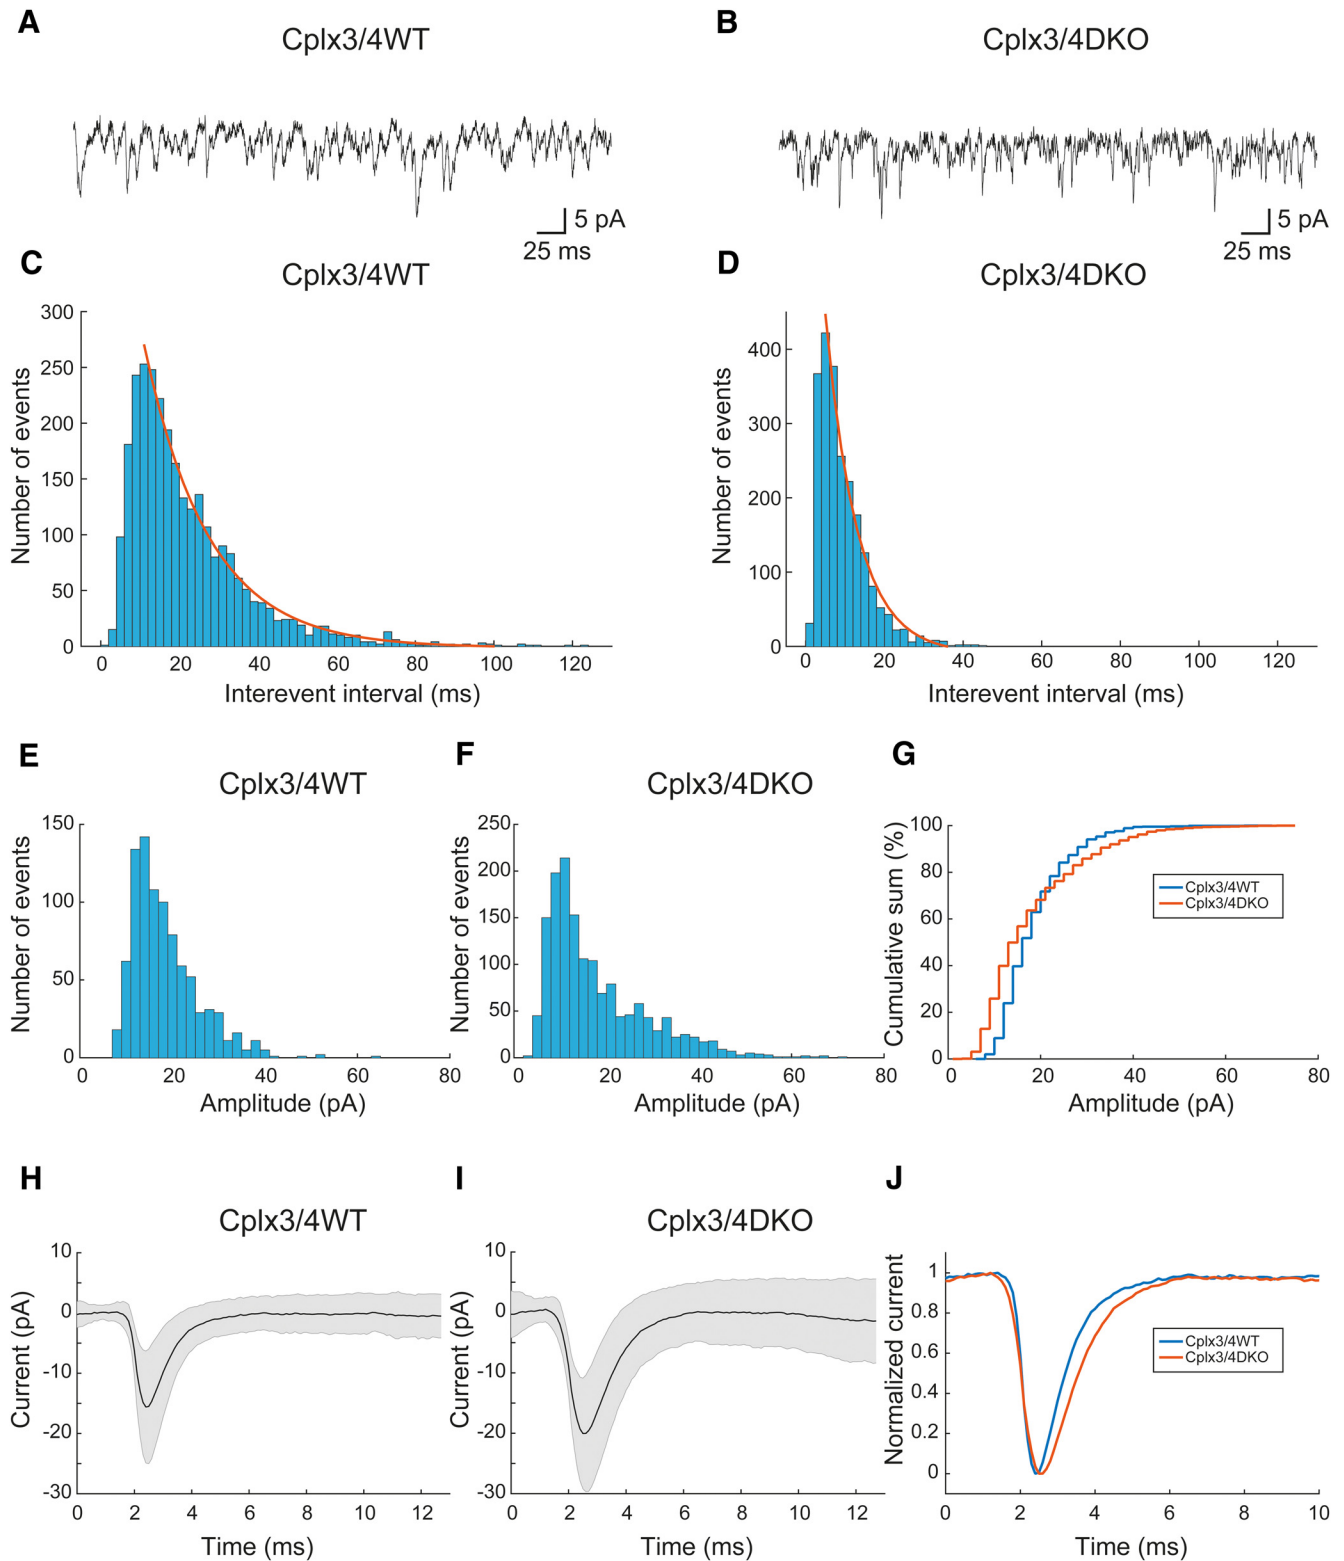 A
Cplx3/4WT
5 pA
25 ms
B
Cplx3/4DKO
5 pA
25 ms
C
Cplx3/4WT
Number of events
300
250
200
150
100
50
0
0 20 40 60 80 100 120
Interevent interval (ms)
D
Cplx3/4DKO
Number of events
400
300
200
100
0
0 20 40 60 80 100 120
Interevent interval (ms)
E
Cplx3/4WT
Number of events
150
100
50
0
0 20 40 60 80
Amplitude (pA)
F
Cplx3/4DKO
Number of events
250
200
150
100
50
0
0 20 40 60 80
Amplitude (pA)
G
Cumulative sum (%)
100
80
60
40
20
0
Cplx3/4WT
Cplx3/4DKO
0 20 40 60 80
Amplitude (pA)
H
Cplx3/4WT
Current (pA)
10
0
-10
-20
-30
0 2 4 6 8 10 12
Time (ms)
I
Cplx3/4DKO
Current (pA)
10
0
-10
-20
-30
0 2 4 6 8 10 12
Time (ms)
J
Normalized current
1
0.8
0.6
0.4
0.2
0
Cplx3/4WT
Cplx3/4DKO
0 2 4 6 8 10
Time (ms)